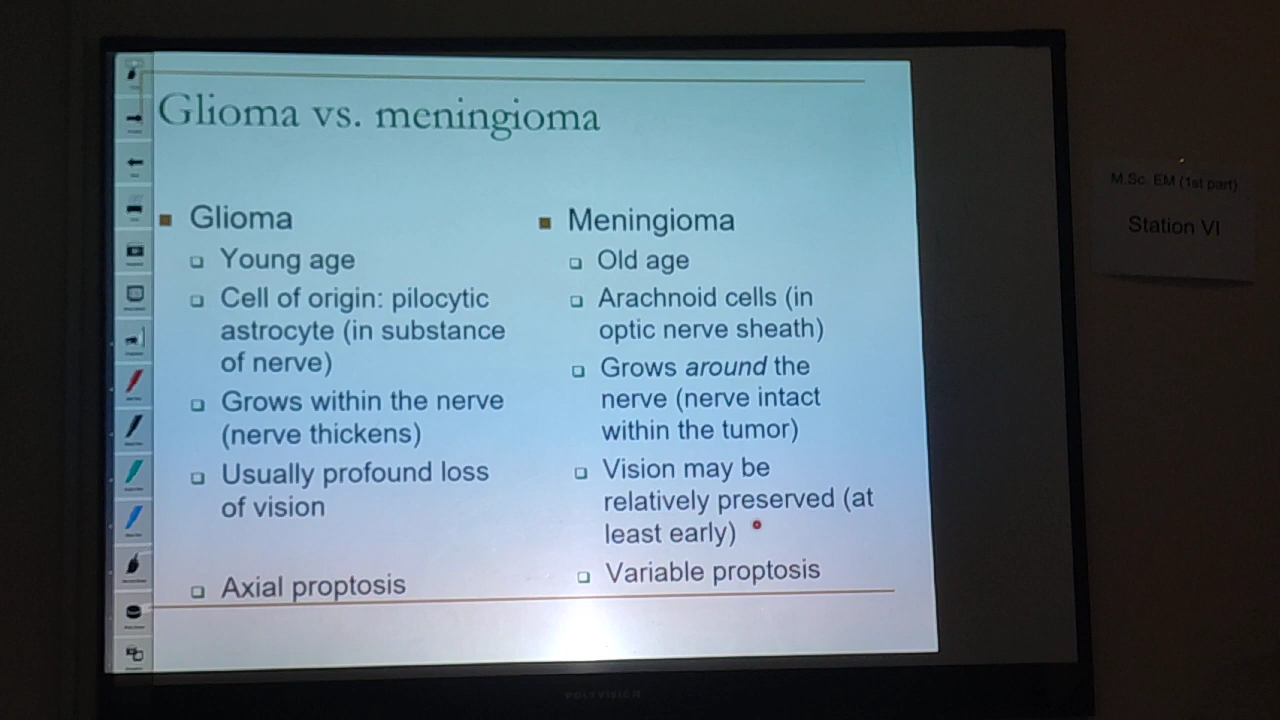 Glioma vs. meningioma
Glioma
Young age
Cell of origin: pilocytic
astrocyte (in substance
of nerve)
Grows within the nerve
(nerve thickens)
Usually profound loss
of vision
Axial proptosis
Meningioma
Old age
Arachnoid cells (in
optic nerve sheath)
Grows around the
nerve (nerve intact
within the tumor)
Vision may be
relatively preserved (at
least early)
Variable proptosis
M.Sc. EM (1st part)
Station VI
POLYVISION